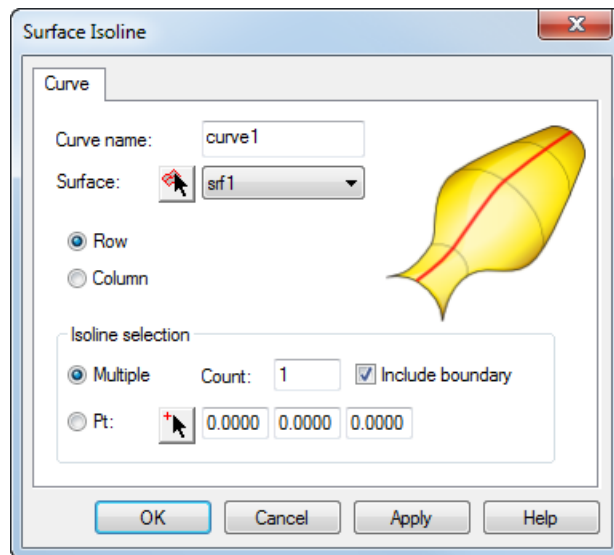 Surface Isoline
Curve
Curve name: curve1
Surface: srf1
Row
Column
Isoline selection
Multiple Count: 1 Include boundary
Pt: 0.0000 0.0000 0.0000
OK Cancel Apply Help